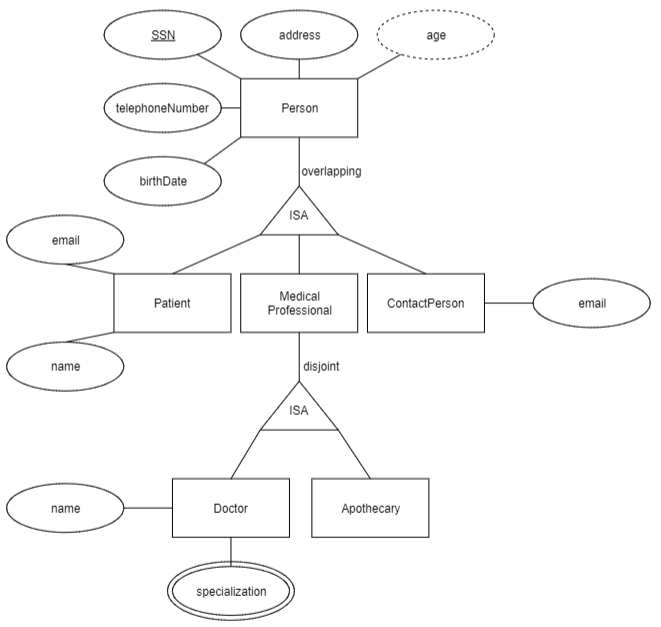 SSN
address
age
telephoneNumber
Person
birthDate
overlapping
ISA
email
Patient
Medical
Professional
ContactPerson
email
name
disjoint
ISA
name
Doctor
Apothecary
specialization